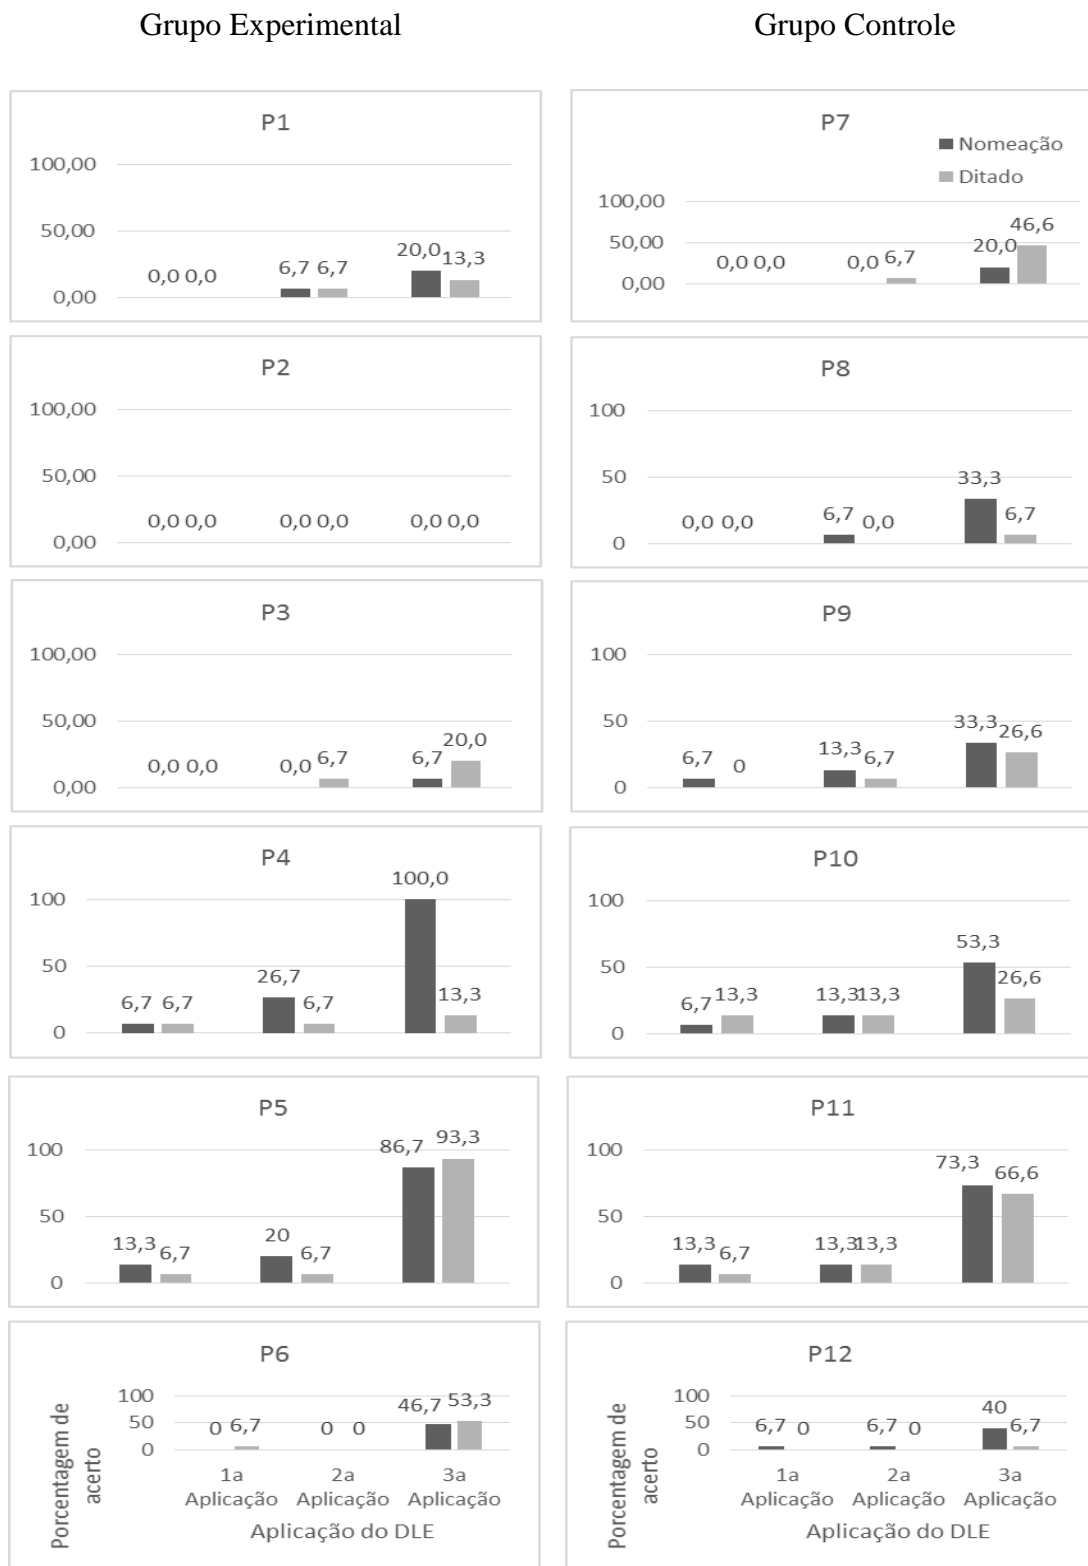 Grupo Experimental
Grupo Controle
P1
100,00
50,00
0,00
0,0 0,0
6,7 6,7
20,0 13,3
P7
Nomeação
Ditado
100,00
50,00
0,00
0,0 0,0
0,0 6,7
20,0 46,6
P2
100,00
50,00
0,00
0,0 0,0
0,0 0,0
0,0 0,0
P8
100
50
0
0,0 0,0
6,7 0,0
33,3 6,7
P3
100,00
50,00
0,00
0,0 0,0
0,0 6,7
6,7 20,0
P9
100
50
0
6,7 0
13,3 6,7
33,3 26,6
P4
100
50
0
6,7 6,7
26,7 6,7
100,0 13,3
P10
100
50
0
6,7 13,3
13,3 13,3
53,3 26,6
P5
100
50
0
13,3 6,7
20 6,7
86,7 93,3
P11
100
50
0
13,3 6,7
13,3 13,3
73,3 66,6
P6
Porcentagem de
acerto
100
50
0
0 6,7
0 0
46,7 53,3
1a
Aplicação
2a
Aplicação
3a
Aplicação
Aplicação do DLE
P12
Porcentagem de
acerto
100
50
0
6,7 0
6,7 0
40 6,7
1a
Aplicação
2a
Aplicação
3a
Aplicação
Aplicação do DLE